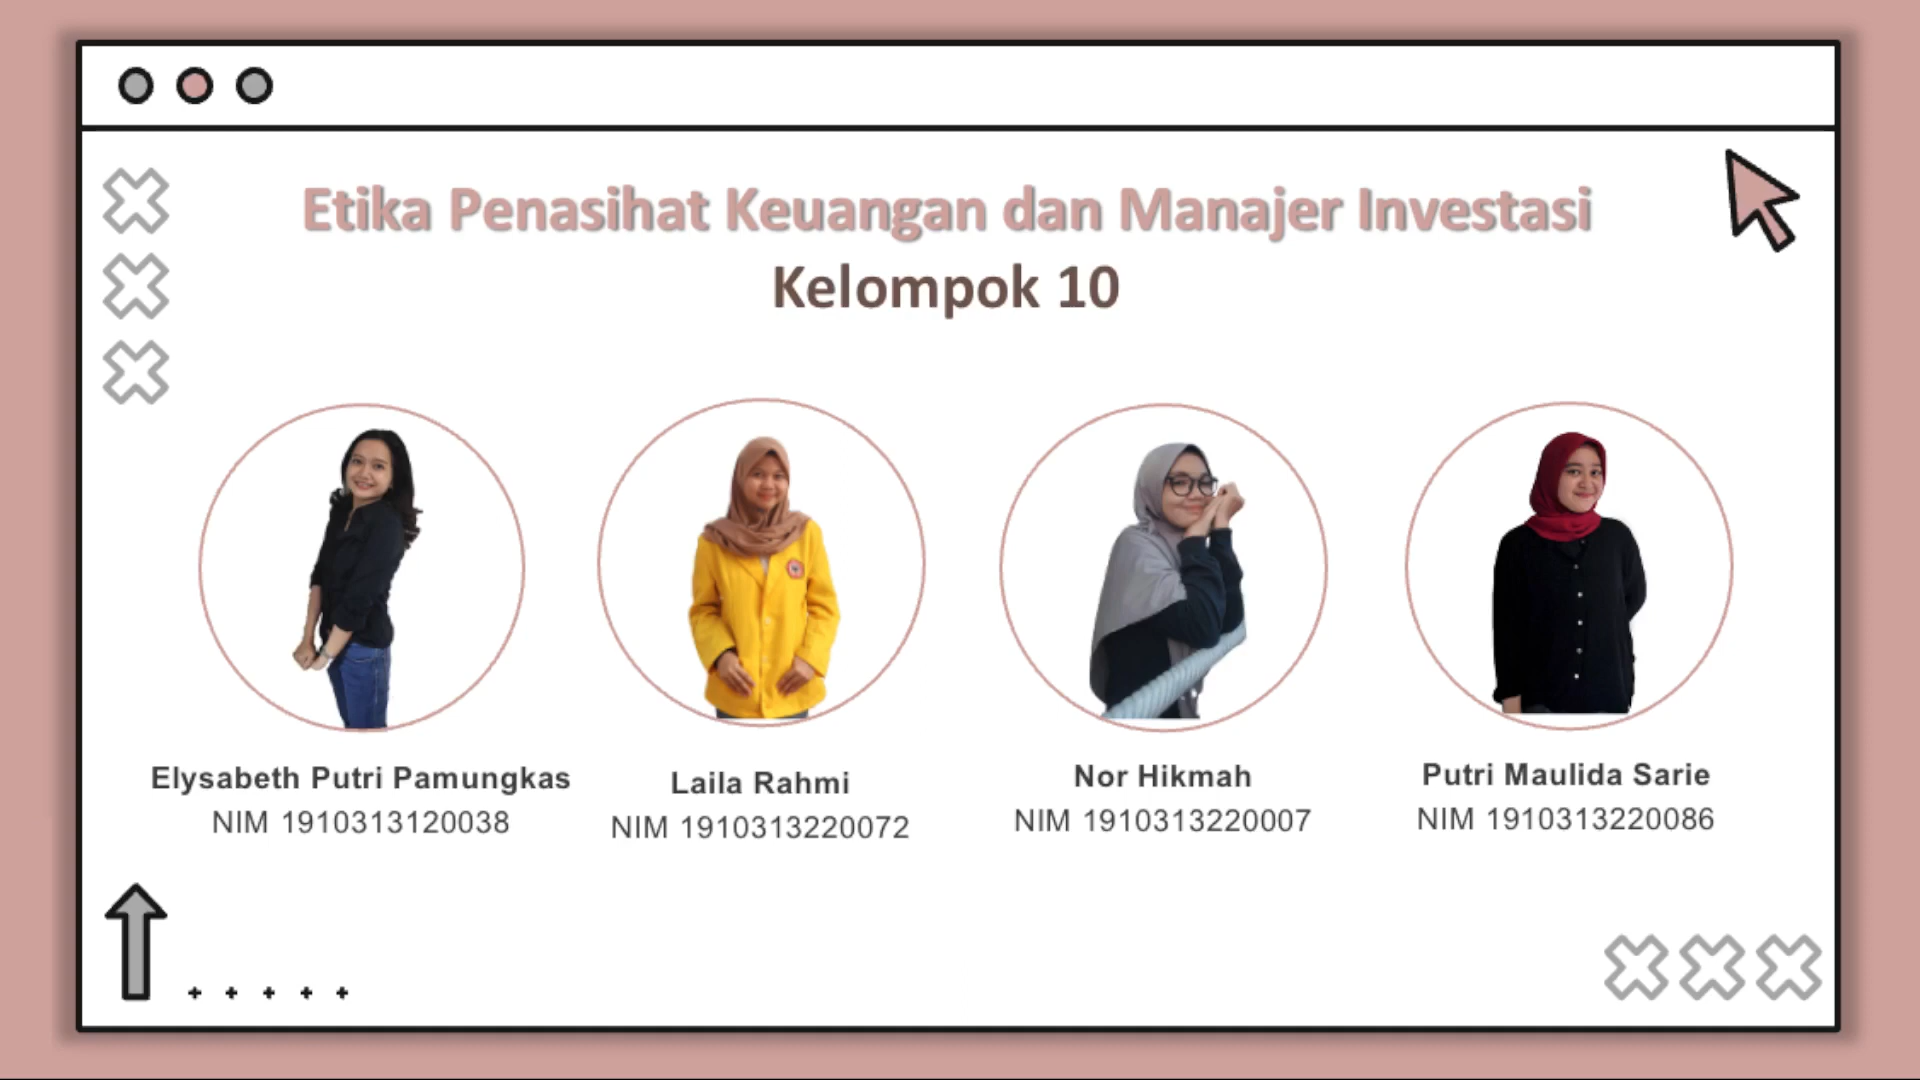 Etika Penasihat Keuangan dan Manajer Investasi
Kelompok 10
Elysabeth Putri Pamungkas
NIM 1910313120038
Laila Rahmi
NIM 1910313220072
Nor Hikmah
NIM 1910313220007
Putri Maulida Sarie
NIM 1910313220086